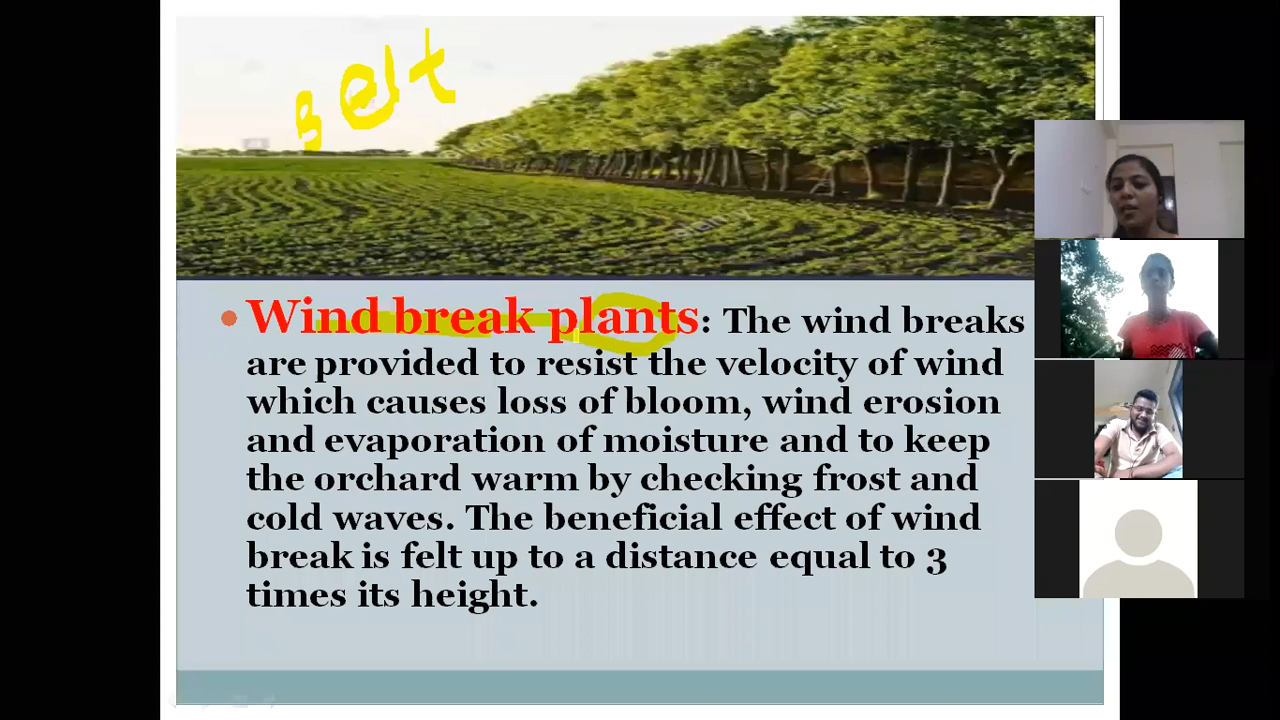 Belt
Wind break plants: The wind breaks
are provided to resist the velocity of wind
which causes loss of bloom, wind erosion
and evaporation of moisture and to keep
the orchard warm by checking frost and
cold waves. The beneficial effect of wind
break is felt up to a distance equal to 3
times its height.